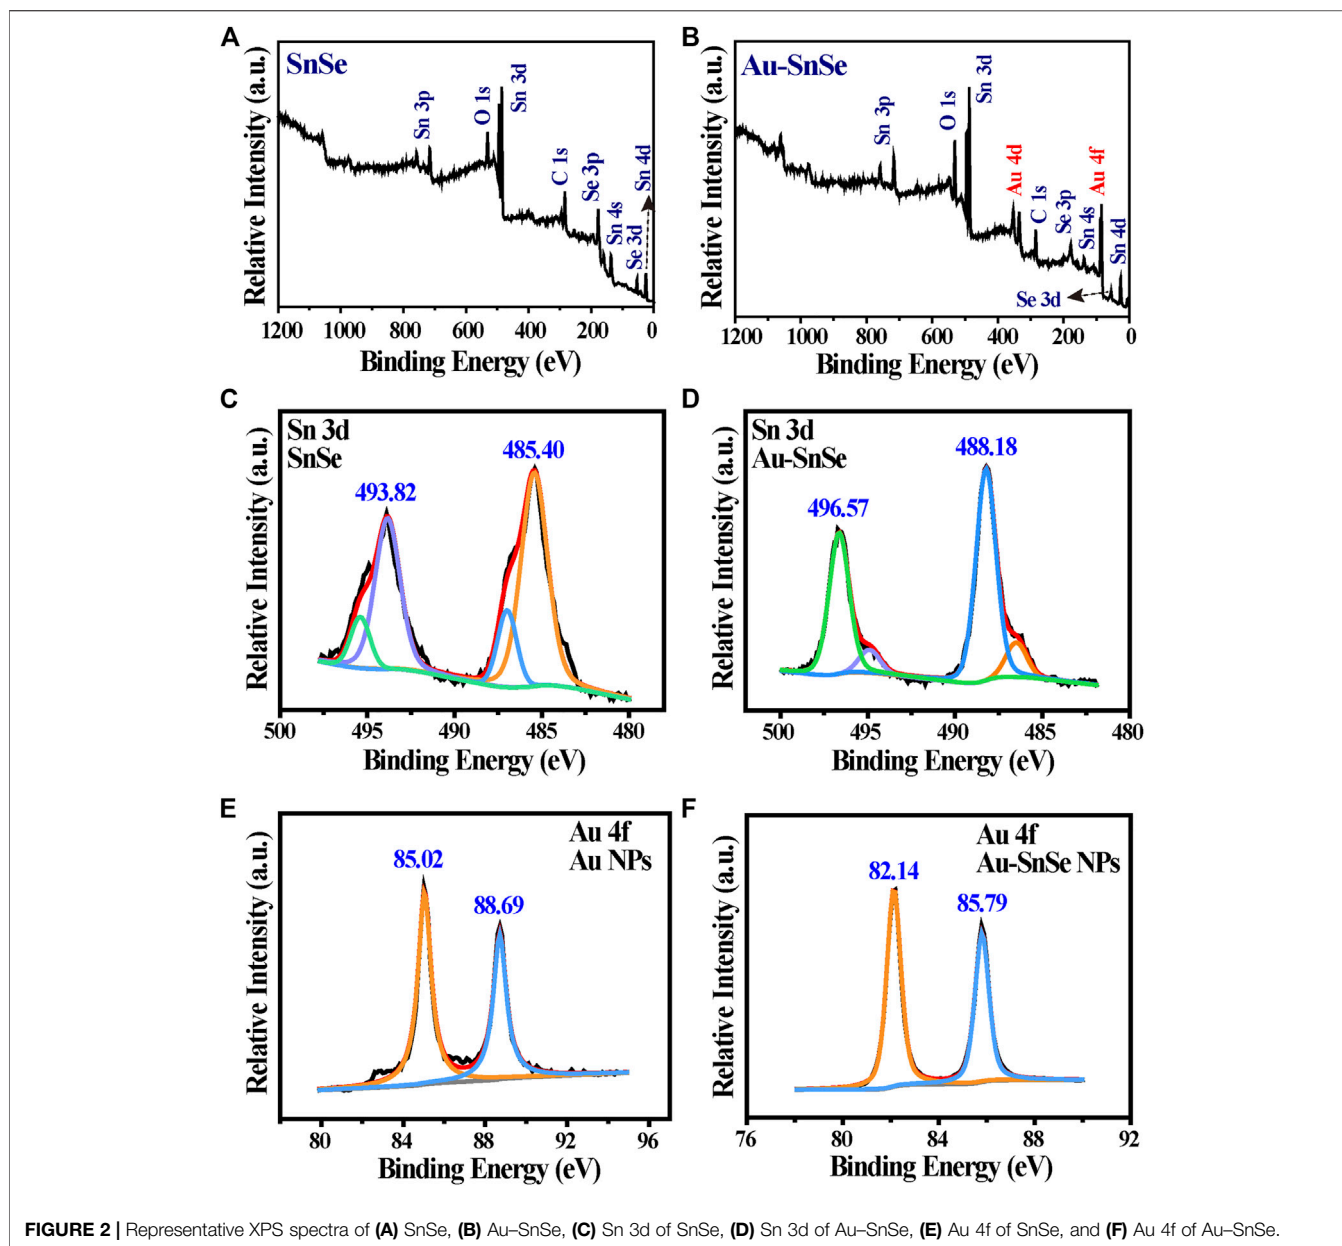 A
SnSe
Sn 3p
O 1s
Sn 3d
C 1s
Se 3p
Sn 4s
Se 3d
Sn 4d
Relative Intensity (a.u.)
1200 1000 800 600 400 200 0
Binding Energy (eV)
B
Au-SnSe
Sn 3p
O 1s
Sn 3d
Au 4d
C 1s
Se 3p
Sn 4s
Au 4f
Sn 4d
Se 3d
Relative Intensity (a.u.)
1200 1000 800 600 400 200 0
Binding Energy (eV)
C
Sn 3d
SnSe
493.82
485.40
Relative Intensity (a.u.)
500 495 490 485 480
Binding Energy (eV)
D
Sn 3d
Au-SnSe
496.57
488.18
Relative Intensity (a.u.)
500 495 490 485 480
Binding Energy (eV)
E
Au 4f
Au NPs
85.02
88.69
Relative Intensity (a.u.)
80 84 88 92 96
Binding Energy (eV)
F
Au 4f
Au-SnSe NPs
82.14
85.79
Relative Intensity (a.u.)
76 80 84 88 92
Binding Energy (eV)
FIGURE 2 | Representative XPS spectra of (A) SnSe, (B) Au–SnSe, (C) Sn 3d of SnSe, (D) Sn 3d of Au–SnSe, (E) Au 4f of SnSe, and (F) Au 4f of Au–SnSe.